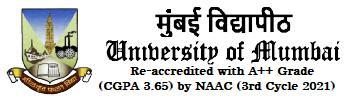 मुंबई विद्यापीठ
University of Mumbai
Re-accredited with A++ Grade
(CGPA 3.65) by NAAC (3rd Cycle 2021)